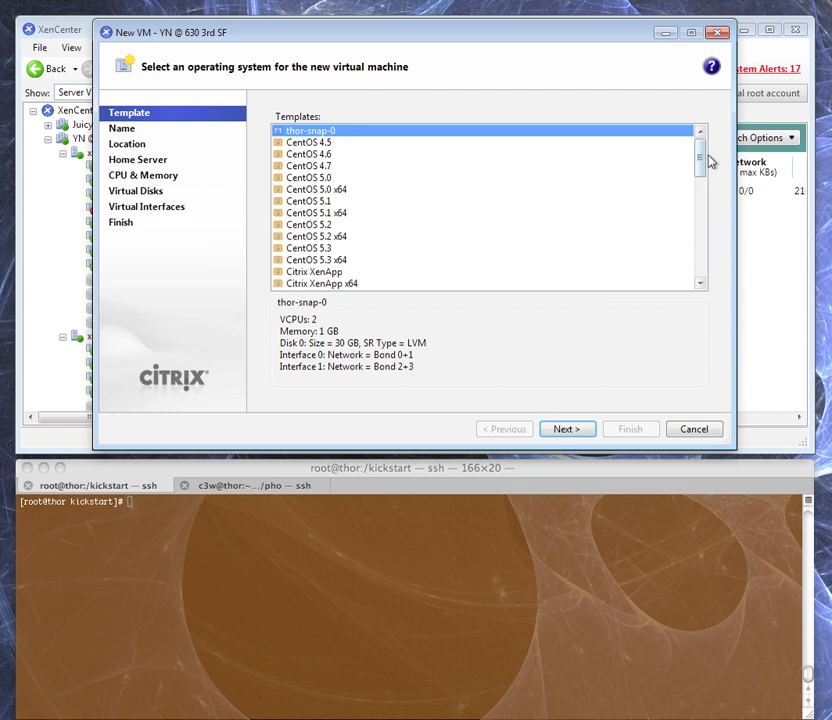 XenCenter
New VM - YN @ 630 3rd SF
File View
Select an operating system for the new virtual machine
?
Back
stem Alerts: 17
Show: Server V
al root account
XenCent
Juicy
YN @
x
x
ch Options
etwork
max KBs)
0/0 21
Template
Name
Location
Home Server
CPU & Memory
Virtual Disks
Virtual Interfaces
Finish
CITRIX
Templates:
thor-snap-0
CentOS 4.5
CentOS 4.6
CentOS 4.7
CentOS 5.0
CentOS 5.0 x64
CentOS 5.1
CentOS 5.1 x64
CentOS 5.2
CentOS 5.2 x64
CentOS 5.3
CentOS 5.3 x64
Citrix XenApp
Citrix XenApp x64
thor-snap-0
VCPUs: 2
Memory: 1 GB
Disk 0: Size = 30 GB, SR Type = LVM
Interface 0: Network = Bond 0+1
Interface 1: Network = Bond 2+3
< Previous Next > Finish Cancel
root@thor:/kickstart — ssh — 166×20 —
root@thor:/kickstart — ssh c3w@thor:~.../pho — ssh
[root@thor kickstart]#